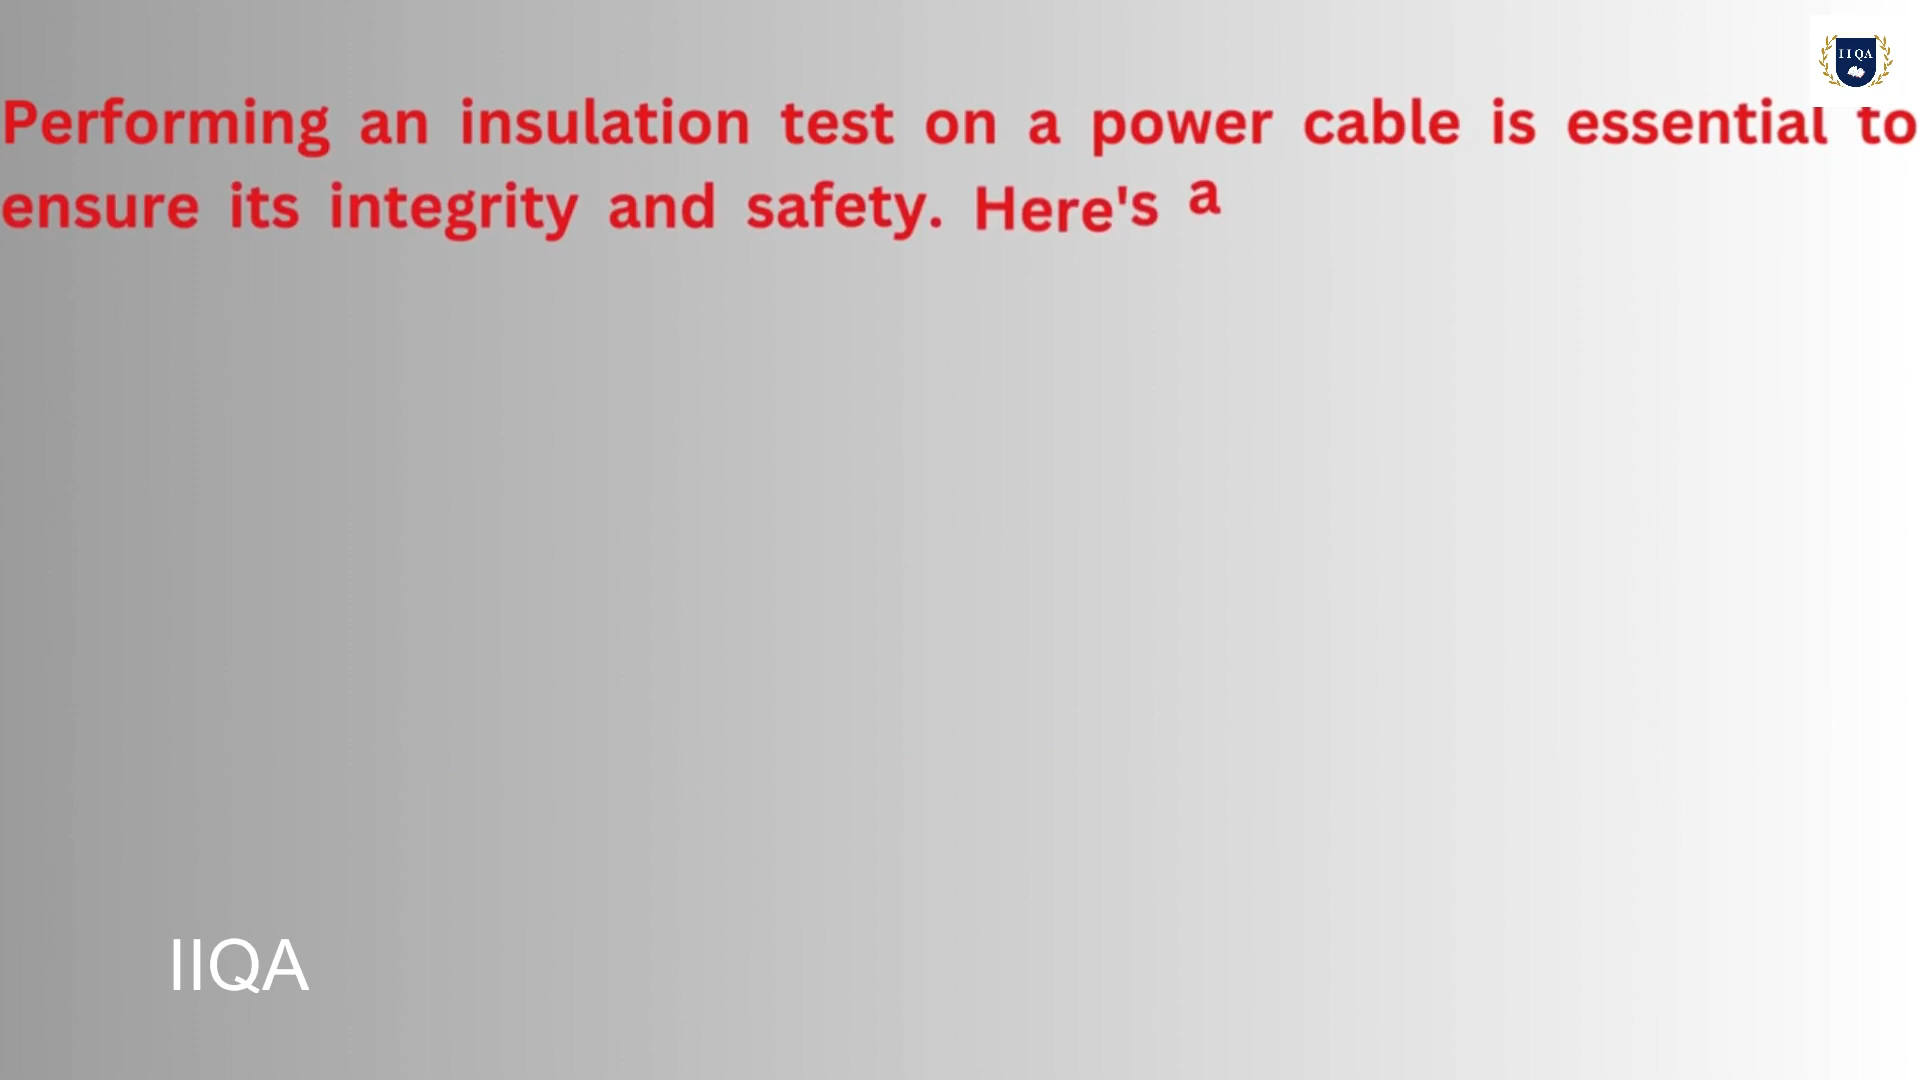 IIQA
Performing an insulation test on a power cable is essential to
ensure its integrity and safety. Here's a
IIQA